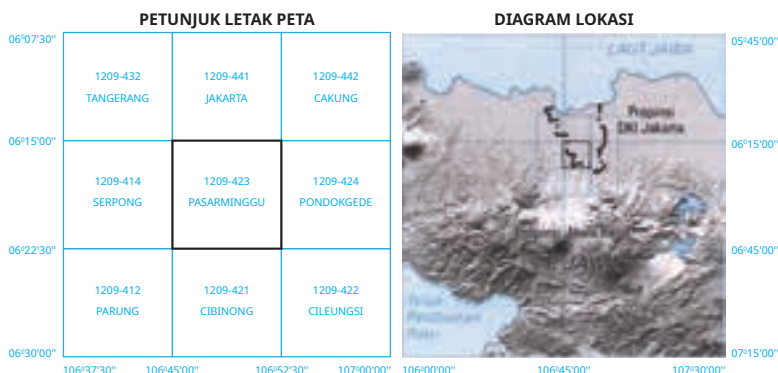 PETUNJUK LETAK PETA
06°07'30"
1209-432
TANGERANG
1209-441
JAKARTA
1209-442
CAKUNG
06°15'00"
1209-414
SERPONG
1209-423
PASARMINGGU
1209-424
PONDOKGEDE
06°22'30"
1209-412
PARUNG
1209-421
CIBINONG
1209-422
CILEUNGSI
06°30'00"
106°37'30" 106°45'00" 106°52'30" 107°00'00"
DIAGRAM LOKASI
05°45'00"
LAUT JAWA
Propinsi
DKI Jakarta
06°15'00"
06°45'00"
07°15'00"
106°00'00" 106°45'00" 107°30'00"